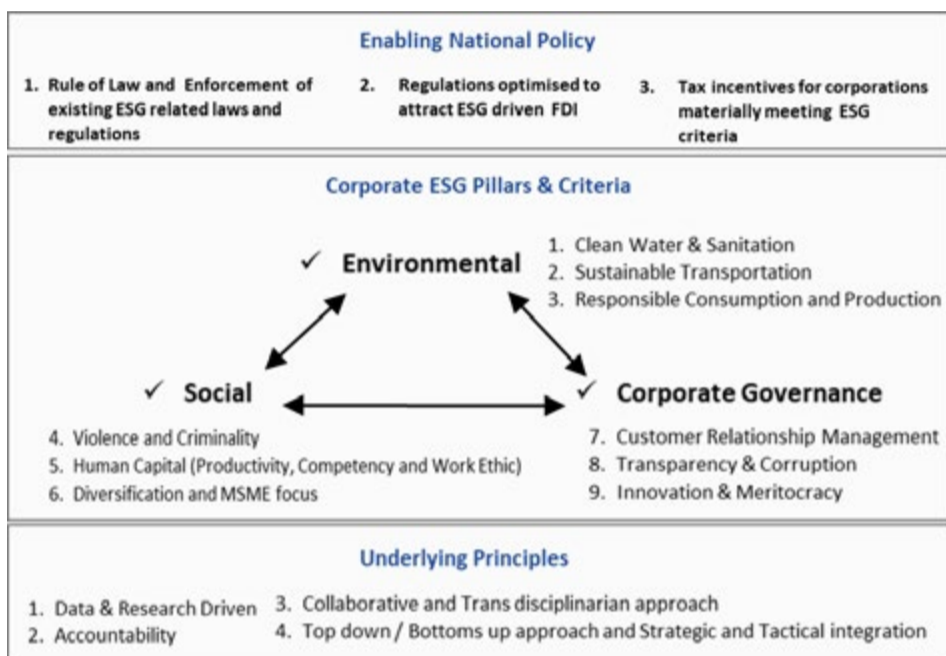 Enabling National Policy
1. Rule of Law and Enforcement of
existing ESG related laws and
regulations
2. Regulations optimised to
attract ESG driven FDI
3. Tax incentives for corporations
materially meeting ESG
criteria
Corporate ESG Pillars & Criteria
✓ Environmental
1. Clean Water & Sanitation
2. Sustainable Transportation
3. Responsible Consumption and Production
✓ Social
4. Violence and Criminality
5. Human Capital (Productivity, Competency and Work Ethic)
6. Diversification and MSME focus
✓ Corporate Governance
7. Customer Relationship Management
8. Transparency & Corruption
9. Innovation & Meritocracy
Underlying Principles
1. Data & Research Driven
2. Accountability
3. Collaborative and Trans disciplinarian approach
4. Top down / Bottoms up approach and Strategic and Tactical integration